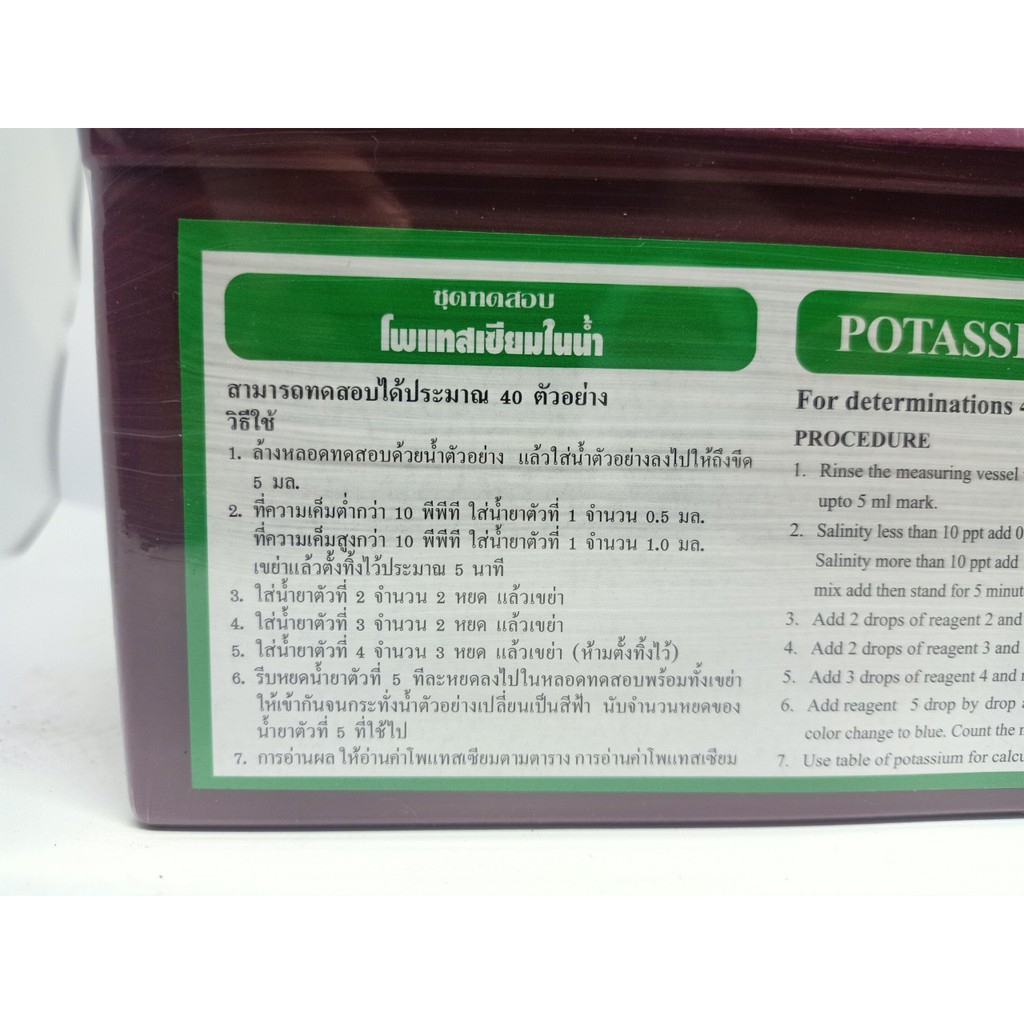 ชุดทดสอบ
โพแทสเซียมในน้ำ
สามารถทดสอบได้ประมาณ 40 ตัวอย่าง
วิธีใช้
1. ล้างหลอดทดสอบด้วยน้ำตัวอย่าง แล้วใส่น้ำตัวอย่างลงไปให้ถึงขีด
5 มล.
2. ที่ความเค็มต่ำกว่า 10 พีพีที ใส่น้ำยาตัวที่ 1 จำนวน 0.5 มล.
ที่ความเค็มสูงกว่า 10 พีพีที ใส่น้ำยาตัวที่ 1 จำนวน 1.0 มล.
เขย่าแล้วตั้งทิ้งไว้ประมาณ 5 นาที
3. ใส่น้ำยาตัวที่ 2 จำนวน 2 หยด แล้วเขย่า
4. ใส่น้ำยาตัวที่ 3 จำนวน 2 หยด แล้วเขย่า
5. ใส่น้ำยาตัวที่ 4 จำนวน 3 หยด แล้วเขย่า (ห้ามตั้งทิ้งไว้)
6. รีบหยดน้ำยาตัวที่ 5 ทีละหยดลงไปในหลอดทดสอบพร้อมทั้งเขย่า
ให้เข้ากันจนกระทั่งน้ำตัวอย่างเปลี่ยนเป็นสีฟ้า นับจำนวนหยดของ
น้ำยาตัวที่ 5 ที่ใช้ไป
7. การอ่านผล ให้อ่านค่าโพแทสเซียมตามตาราง การอ่านค่าโพแทสเซียม
POTASSI
For determinations 4
PROCEDURE
1. Rinse the measuring vessel
upto 5 ml mark.
2. Salinity less than 10 ppt add 0
Salinity more than 10 ppt add
mix add then stand for 5 minut
3. Add 2 drops of reagent 2 and
4. Add 2 drops of reagent 3 and
5. Add 3 drops of reagent 4 and
6. Add reagent 5 drop by drop
color change to blue. Count the
7. Use table of potassium for calcu